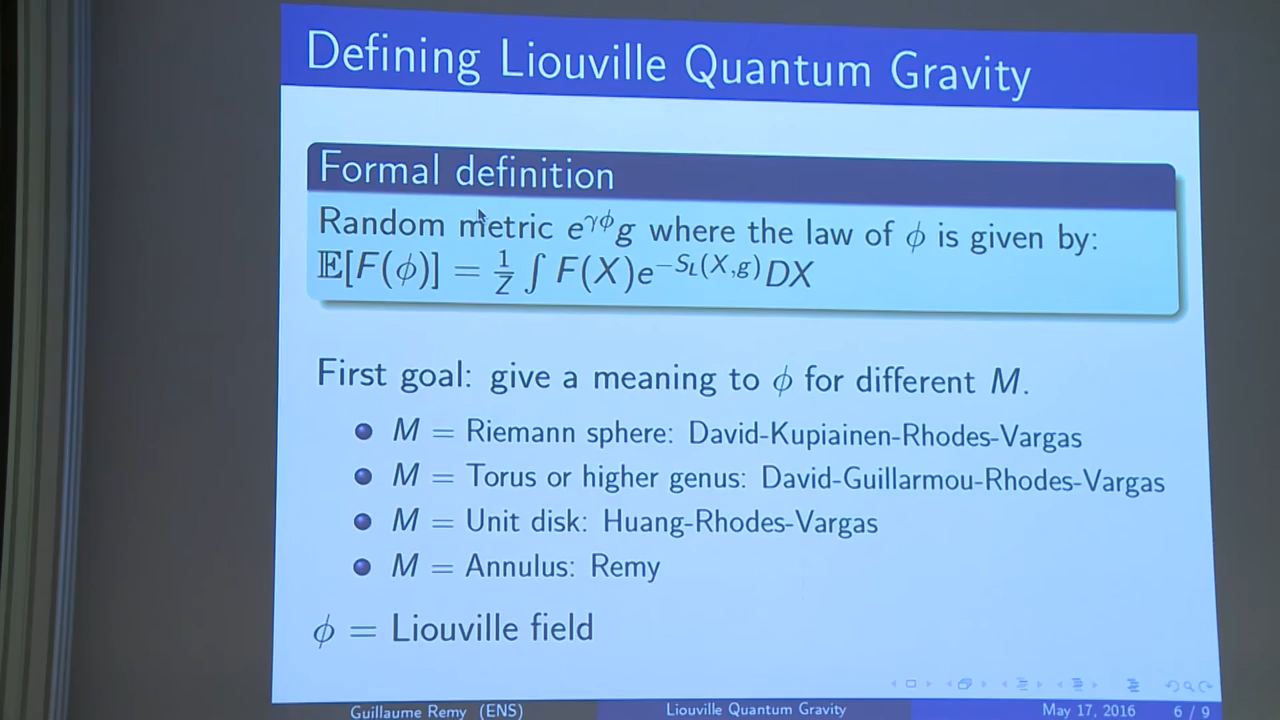 Defining Liouville Quantum Gravity
Formal definition
Random metric e^{γϕ}g where the law of ϕ is given by:
𝔼[F(ϕ)] = 1/Z ∫ F(X)e^{−S_L(X,g)}DX
First goal: give a meaning to ϕ for different M.
M = Riemann sphere: David-Kupiainen-Rhodes-Vargas
M = Torus or higher genus: David-Guillarmou-Rhodes-Vargas
M = Unit disk: Huang-Rhodes-Vargas
M = Annulus: Remy
ϕ = Liouville field
Guillaume Remy (ENS) Liouville Quantum Gravity May 17, 2016 6 / 9